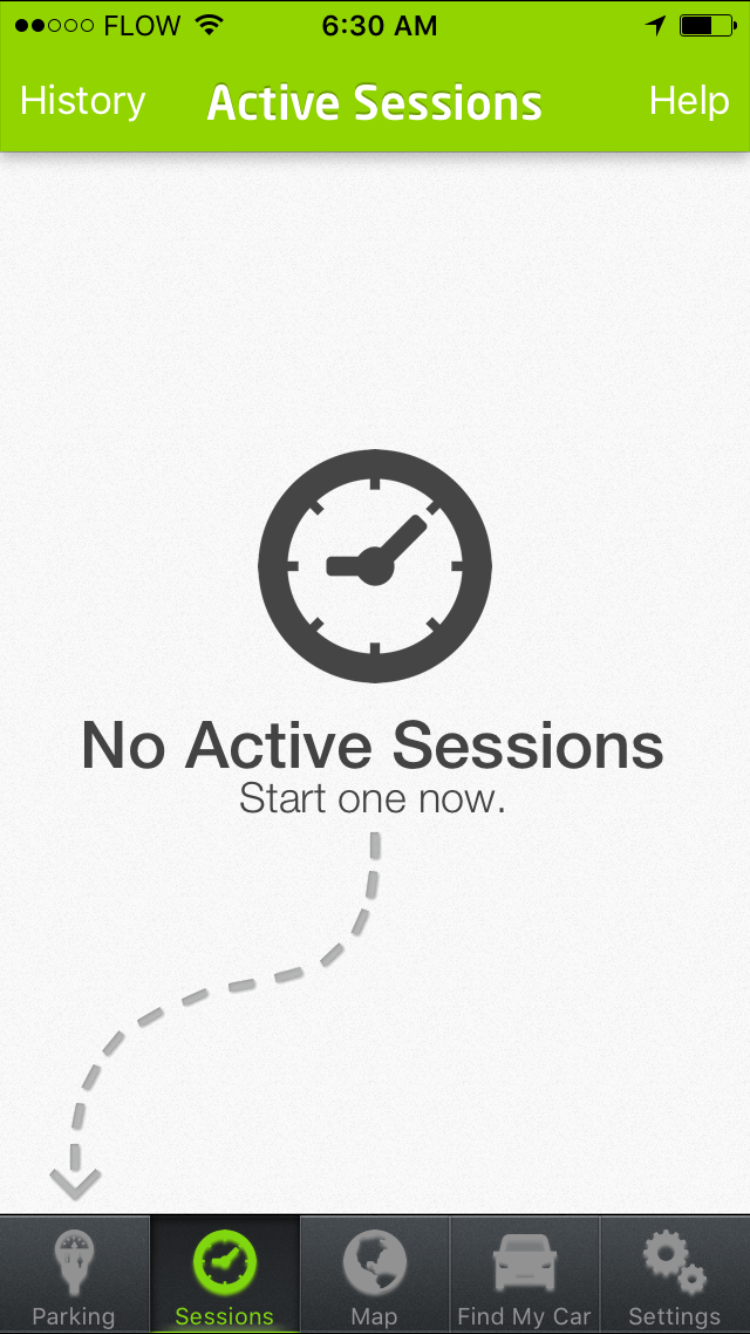 FLOW 6:30 AM
History Active Sessions Help
No Active Sessions
Start one now.
Parking Sessions Map Find My Car Settings